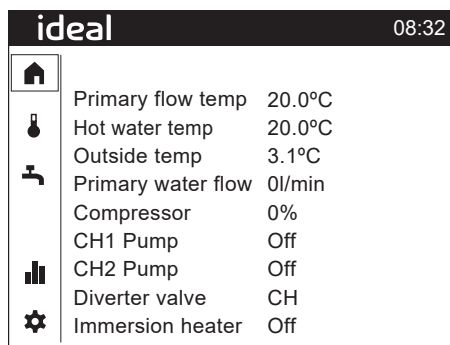 ideal 08:32
Primary flow temp 20.0ºC
Hot water temp 20.0ºC
Outside temp 3.1ºC
Primary water flow 0l/min
Compressor 0%
CH1 Pump Off
CH2 Pump Off
Diverter valve CH
Immersion heater Off